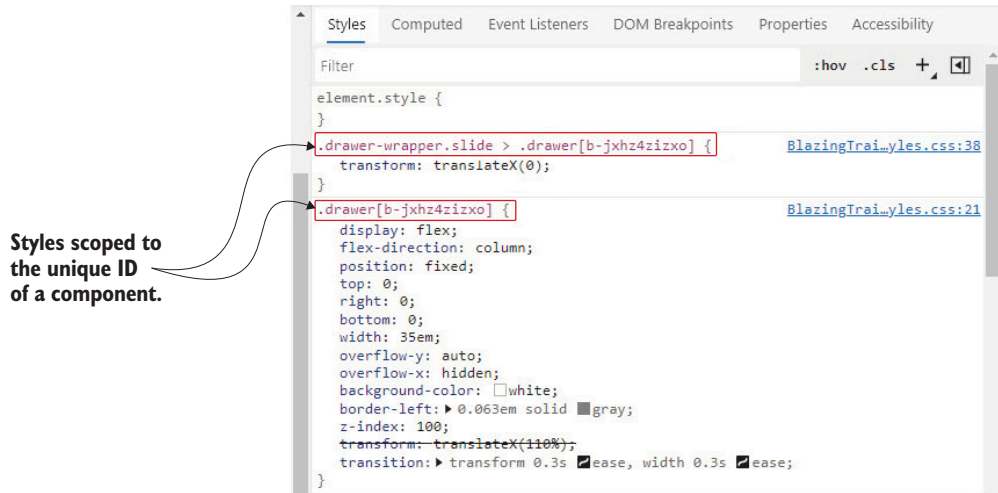 Styles Computed Event Listeners DOM Breakpoints Properties Accessibility
Filter :hov .cls +
element.style {
}
.drawer-wrapper.slide > .drawer[b-jxhz4zizxo] { BlazingTrai…yles.css:38
transform: translateX(0);
}
.drawer[b-jxhz4zizxo] { BlazingTrai…yles.css:21
display: flex;
flex-direction: column;
position: fixed;
top: 0;
right: 0;
bottom: 0;
width: 35em;
overflow-y: auto;
overflow-x: hidden;
background-color: white;
border-left: 0.063em solid gray;
z-index: 100;
transform: translateX(110%);
transition: transform 0.3s ease, width 0.3s ease;
}
Styles scoped to
the unique ID
of a component.